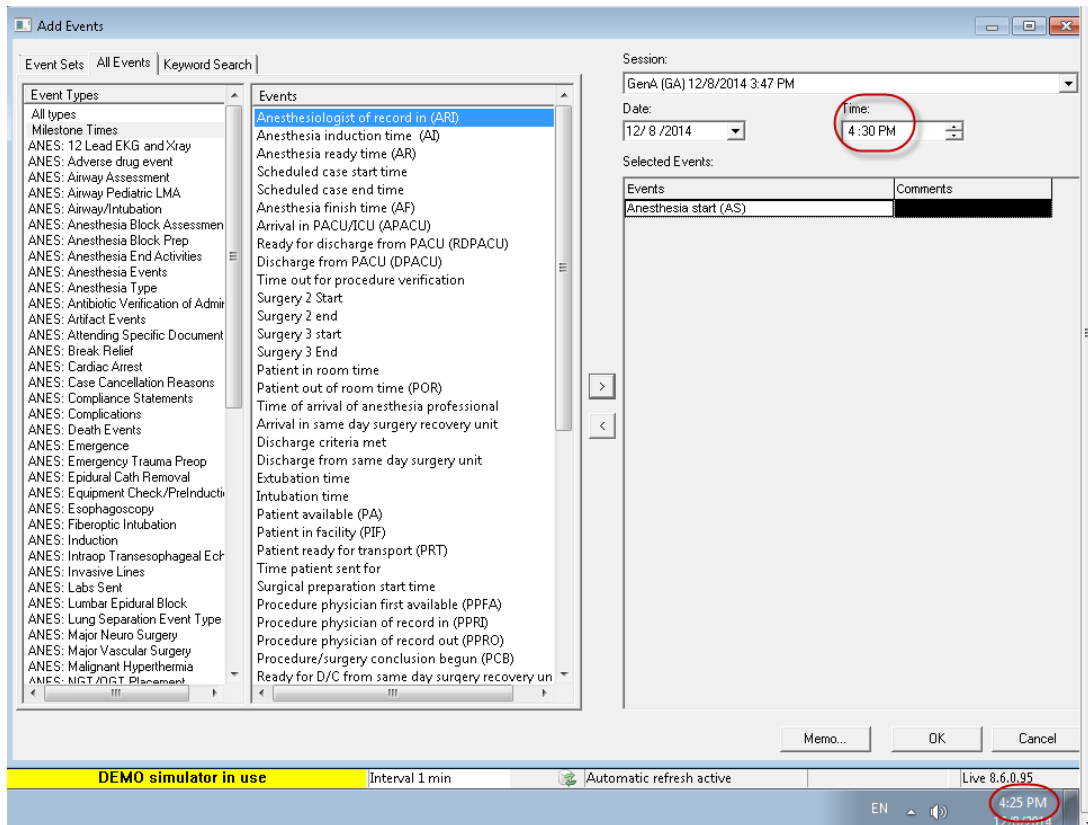 Add Events
Event Sets
All Events
Keyword Search
Event Types
All types
Milestone Times
ANES: 12 Lead EKG and Xray
ANES: Adverse drug event
ANES: Airway Assessment
ANES: Airway Pediatric LMA
ANES: Airway/Intubation
ANES: Anesthesia Block Assessmen
ANES: Anesthesia Block Prep
ANES: Anesthesia End Activities
ANES: Anesthesia Events
ANES: Anesthesia Type
ANES: Antibiotic Verification of Admir
ANES: Artifact Events
ANES: Attending Specific Document
ANES: Break Relief
ANES: Cardiac Arrest
ANES: Case Cancellation Reasons
ANES: Compliance Statements
ANES: Complications
ANES: Death Events
ANES: Emergence
ANES: Emergency Trauma Preop
ANES: Epidural Cath Removal
ANES: Equipment Check/PreInducti
ANES: Esophagoscopy
ANES: Fiberoptic Intubation
ANES: Induction
ANES: Intraop Transesophageal Ech
ANES: Invasive Lines
ANES: Labs Sent
ANES: Lumbar Epidural Block
ANES: Lung Separation Event Type
ANES: Major Neuro Surgery
ANES: Major Vascular Surgery
ANES: Malignant Hyperthermia
ANES: NGT/OGT Placement
Events
Anesthesiologist of record in (ARI)
Anesthesia induction time (AI)
Anesthesia ready time (AR)
Scheduled case start time
Scheduled case end time
Anesthesia finish time (AF)
Arrival in PACU/ICU (APACU)
Ready for discharge from PACU (RDPACU)
Discharge from PACU (DPACU)
Time out for procedure verification
Surgery 2 Start
Surgery 2 end
Surgery 3 start
Surgery 3 End
Patient in room time
Patient out of room time (POR)
Time of arrival of anesthesia professional
Arrival in same day surgery recovery unit
Discharge criteria met
Discharge from same day surgery unit
Extubation time
Intubation time
Patient available (PA)
Patient in facility (PIF)
Patient ready for transport (PRT)
Time patient sent for
Surgical preparation start time
Procedure physician first available (PPFA)
Procedure physician of record in (PPRI)
Procedure physician of record out (PPRO)
Procedure/surgery conclusion begun (PCB)
Ready for D/C from same day surgery recovery un
>
<
Session:
GenA (GA) 12/8/2014 3:47 PM
Date:
Time:
12/ 8 /2014
4 :30 PM
Selected Events:
Events
Comments
Anesthesia start (AS)
Memo...
OK
Cancel
DEMO simulator in use
Interval 1 min
Automatic refresh active
Live 8.6.0.95
EN
4:25 PM
12/8/2014